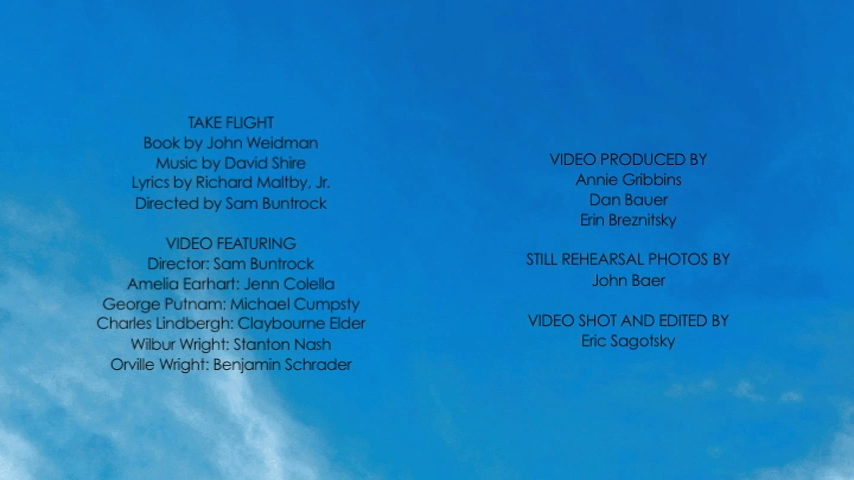 TAKE FLIGHT
Book by John Weidman
Music by David Shire
Lyrics by Richard Maltby, Jr.
Directed by Sam Buntrock
VIDEO FEATURING
Director: Sam Buntrock
Amelia Earhart: Jenn Colella
George Putnam: Michael Cumpsty
Charles Lindbergh: Claybourne Elder
Wilbur Wright: Stanton Nash
Orville Wright: Benjamin Schrader
VIDEO PRODUCED BY
Annie Gribbins
Dan Bauer
Erin Breznitsky
STILL REHEARSAL PHOTOS BY
John Baer
VIDEO SHOT AND EDITED BY
Eric Sagotsky